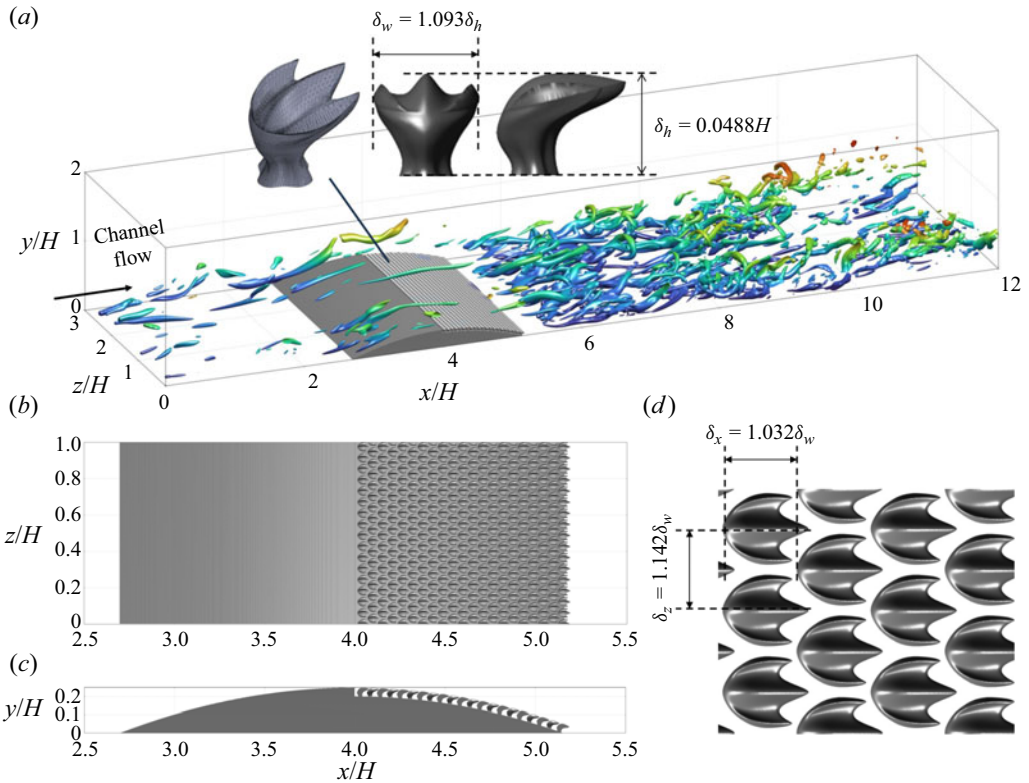 (a)
δw = 1.093δh
δh = 0.0488H
2
y/H
1
Channel
flow
0
3
2
z/H
1
0
2
4
x/H
6
8
10
12
(b)
1.0
0.8
z/H
0.6
0.4
0.2
0
2.5 3.0 3.5 4.0 4.5 5.0 5.5
(c)
y/H
0.2
0.1
0
2.5 3.0 3.5 4.0 4.5 5.0 5.5
x/H
(d)
δx = 1.032δw
δz = 1.142δw